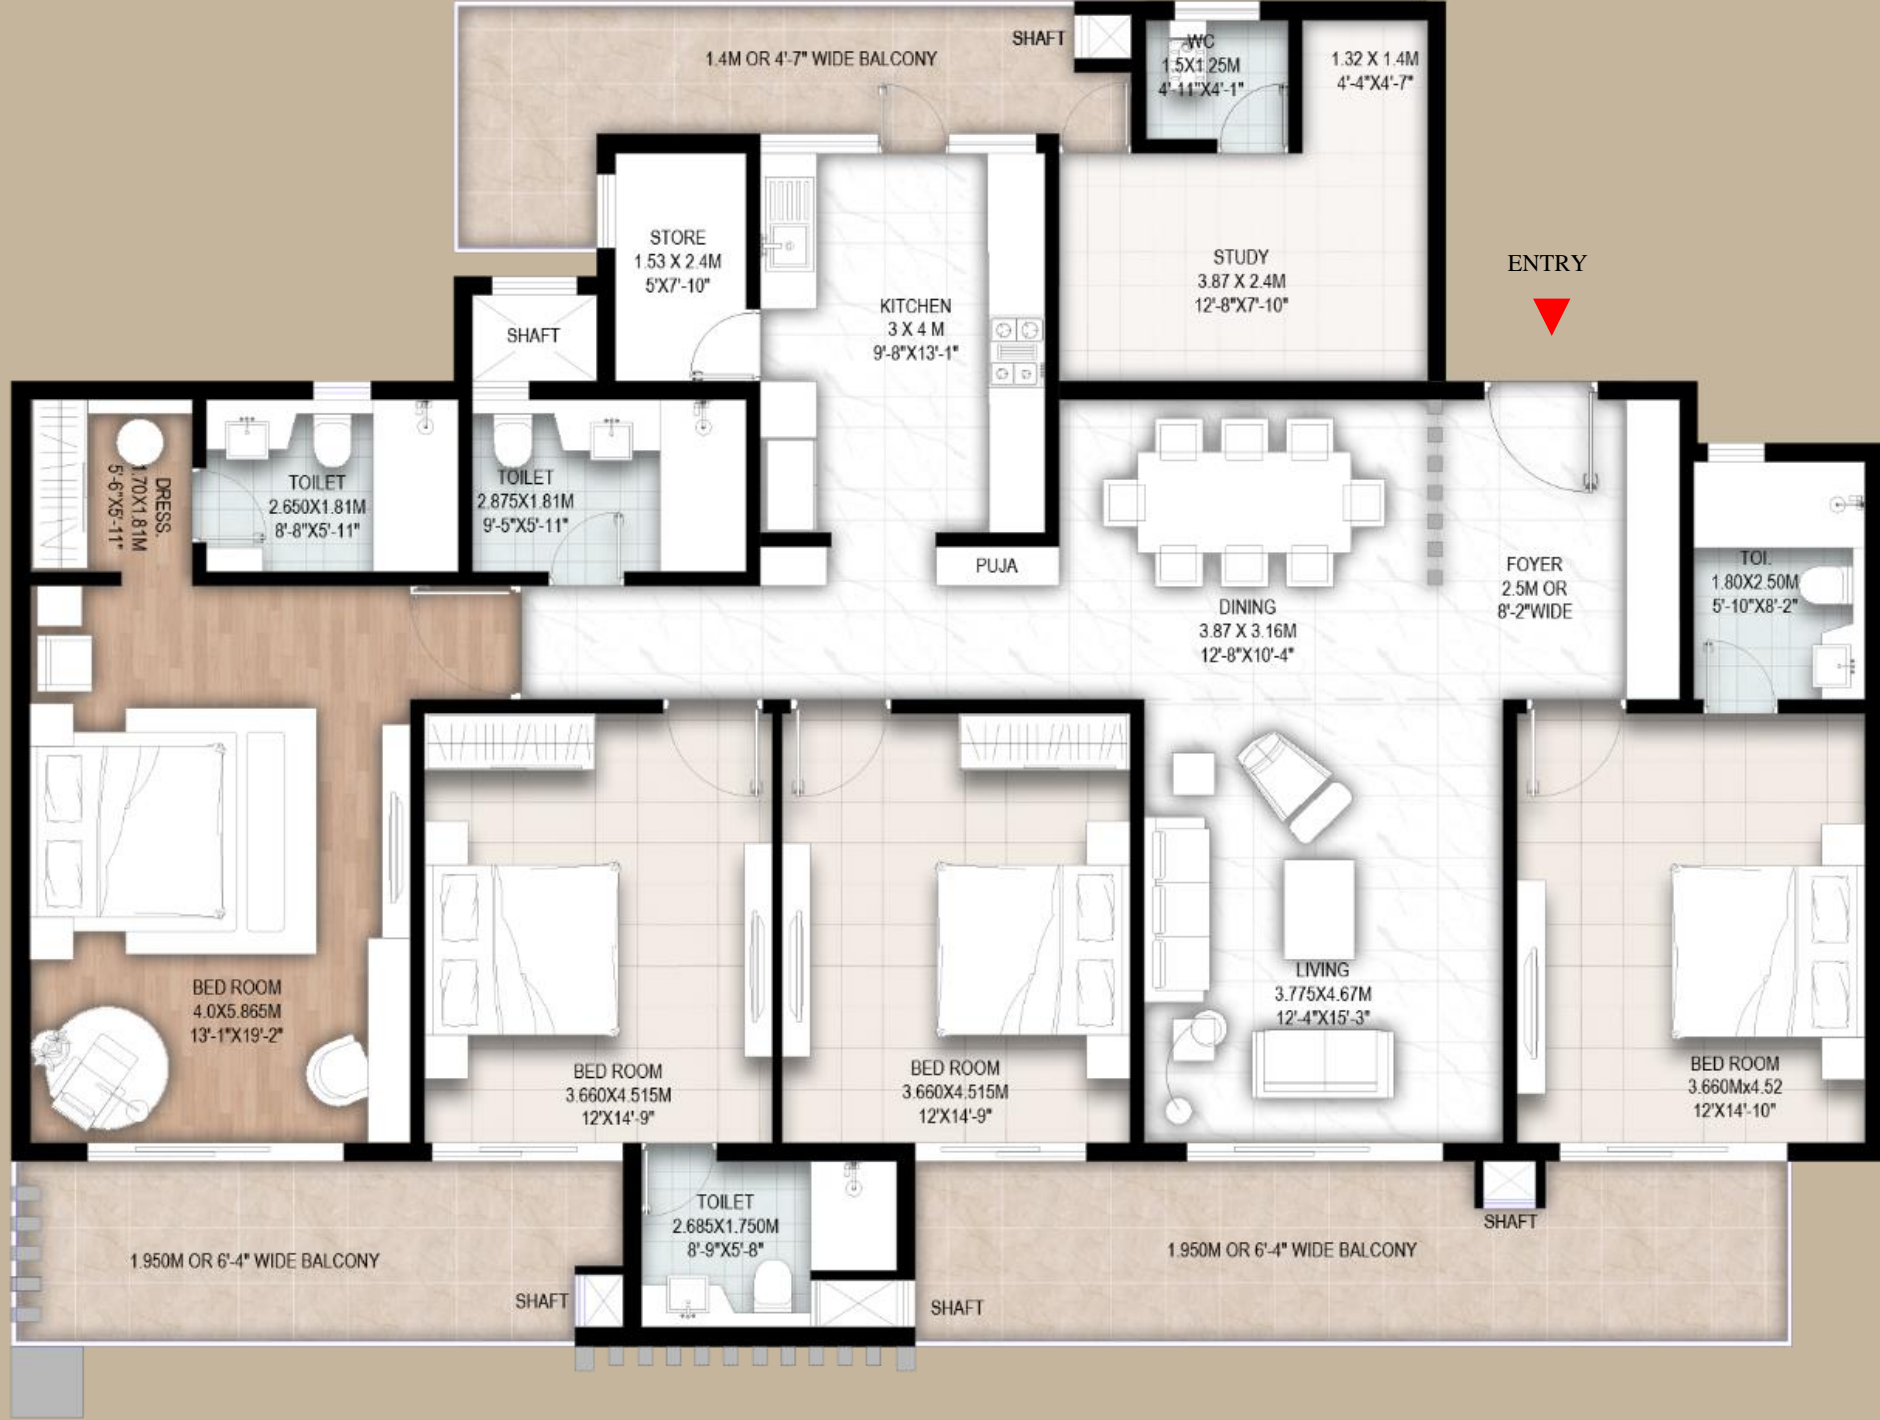 1.4M OR 4'-7" WIDE BALCONY
SHAFT
WC
1.5X1.25M
4'-11"X4'-1"
1.32 X 1.4M
4'-4"X4'-7"
STORE
1.53 X 2.4M
5'X7'-10"
KITCHEN
3 X 4 M
9'-8"X13'-1"
STUDY
3.87 X 2.4M
12'-8"X7'-10"
ENTRY
SHAFT
DRESS.
1.70X1.81M
5'-6"X5'-11"
TOILET
2.650X1.81M
8'-8"X5'-11"
TOILET
2.875X1.81M
9'-5"X5'-11"
PUJA
DINING
3.87 X 3.16M
12'-8"X10'-4"
FOYER
2.5M OR
8'-2"WIDE
TOI.
1.80X2.50M
5'-10"X8'-2"
BED ROOM
4.0X5.865M
13'-1"X19'-2"
BED ROOM
3.660X4.515M
12'X14'-9"
BED ROOM
3.660X4.515M
12'X14'-9"
LIVING
3.775X4.67M
12'-4"X15'-3"
BED ROOM
3.660Mx4.52
12'X14'-10"
1.950M OR 6'-4" WIDE BALCONY
SHAFT
TOILET
2.685X1.750M
8'-9"X5'-8"
SHAFT
1.950M OR 6'-4" WIDE BALCONY
SHAFT